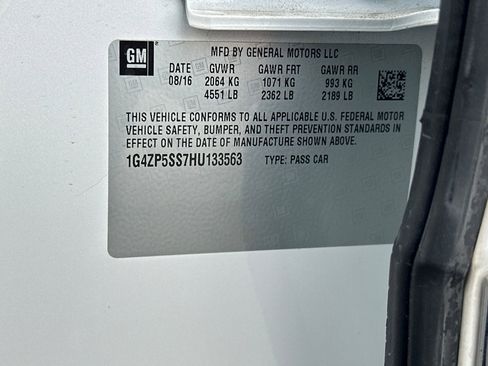 GM
MFD BY GENERAL MOTORS LLC
DATE GVWR GAWR FRT GAWR RR
08/16 2064 KG 1071 KG 993 KG
4551 LB 2362 LB 2189 LB
THIS VEHICLE CONFORMS TO ALL APPLICABLE U.S. FEDERAL MOTOR
VEHICLE SAFETY, BUMPER, AND THEFT PREVENTION STANDARDS IN
EFFECT ON THE DATE OF MANUFACTURE SHOWN ABOVE.
1G4ZP5SS7HU133563 TYPE: PASS CAR